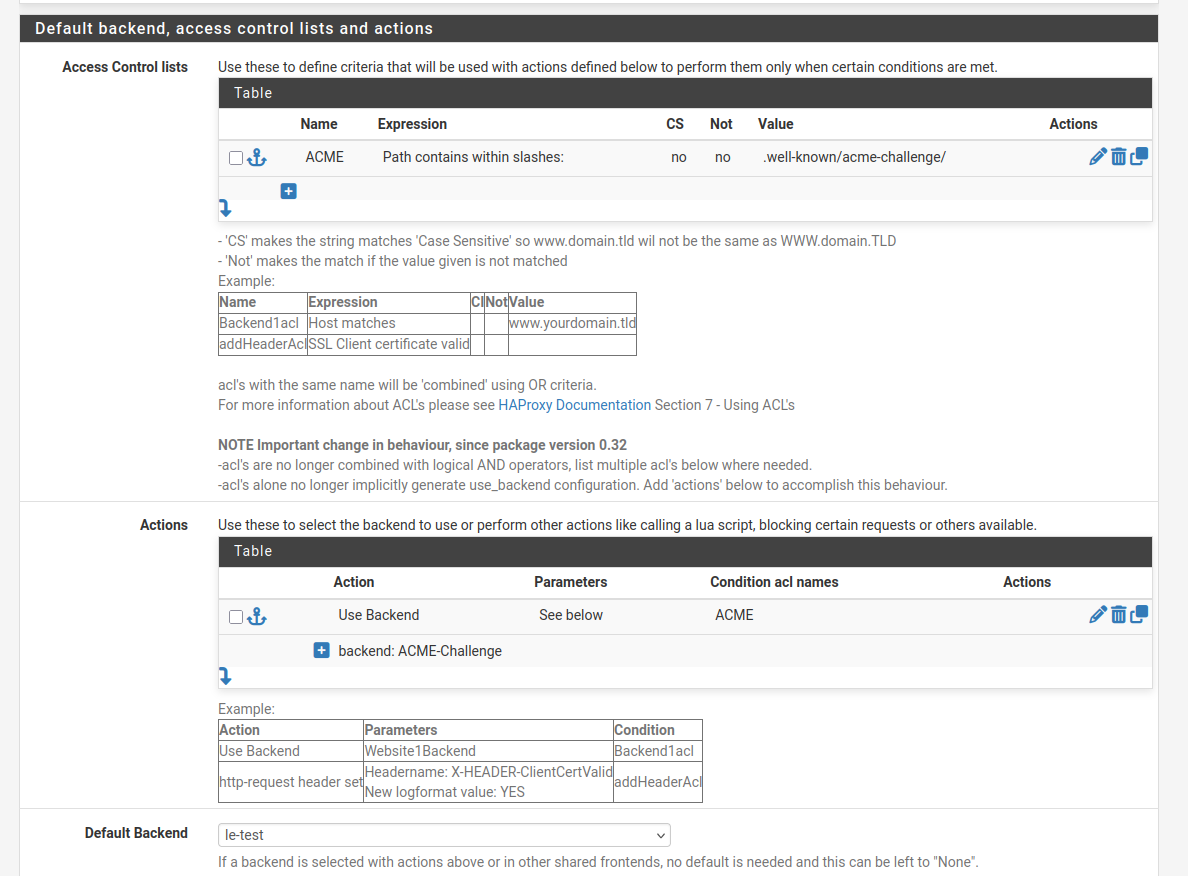 Default backend, access control lists and actions
Access Control lists Use these to define criteria that will be used with actions defined below to perform them only when certain conditions are met.
Table
Name Expression CS Not Value Actions
ACME Path contains within slashes: no no .well-known/acme-challenge/
- 'CS' makes the string matches 'Case Sensitive' so www.domain.tld wil not be the same as WWW.domain.TLD
- 'Not' makes the match if the value given is not matched
Example:
Name Expression CI Not Value
Backend1acl Host matches www.yourdomain.tld
addHeaderAcl SSL Client certificate valid
acl's with the same name will be 'combined' using OR criteria.
For more information about ACL's please see HAProxy Documentation Section 7 - Using ACL's
NOTE Important change in behaviour, since package version 0.32
-acl's are no longer combined with logical AND operators, list multiple acl's below where needed.
-acl's alone no longer implicitly generate use_backend configuration. Add 'actions' below to accomplish this behaviour.
Actions Use these to select the backend to use or perform other actions like calling a lua script, blocking certain requests or others available.
Table
Action Parameters Condition acl names Actions
Use Backend See below ACME
backend: ACME-Challenge
Example:
Action Parameters Condition
Use Backend Website1Backend Backend1acl
http-request header set Headername: X-HEADER-ClientCertValid addHeaderAcl
New logformat value: YES
Default Backend le-test
If a backend is selected with actions above or in other shared frontends, no default is needed and this can be left to "None".